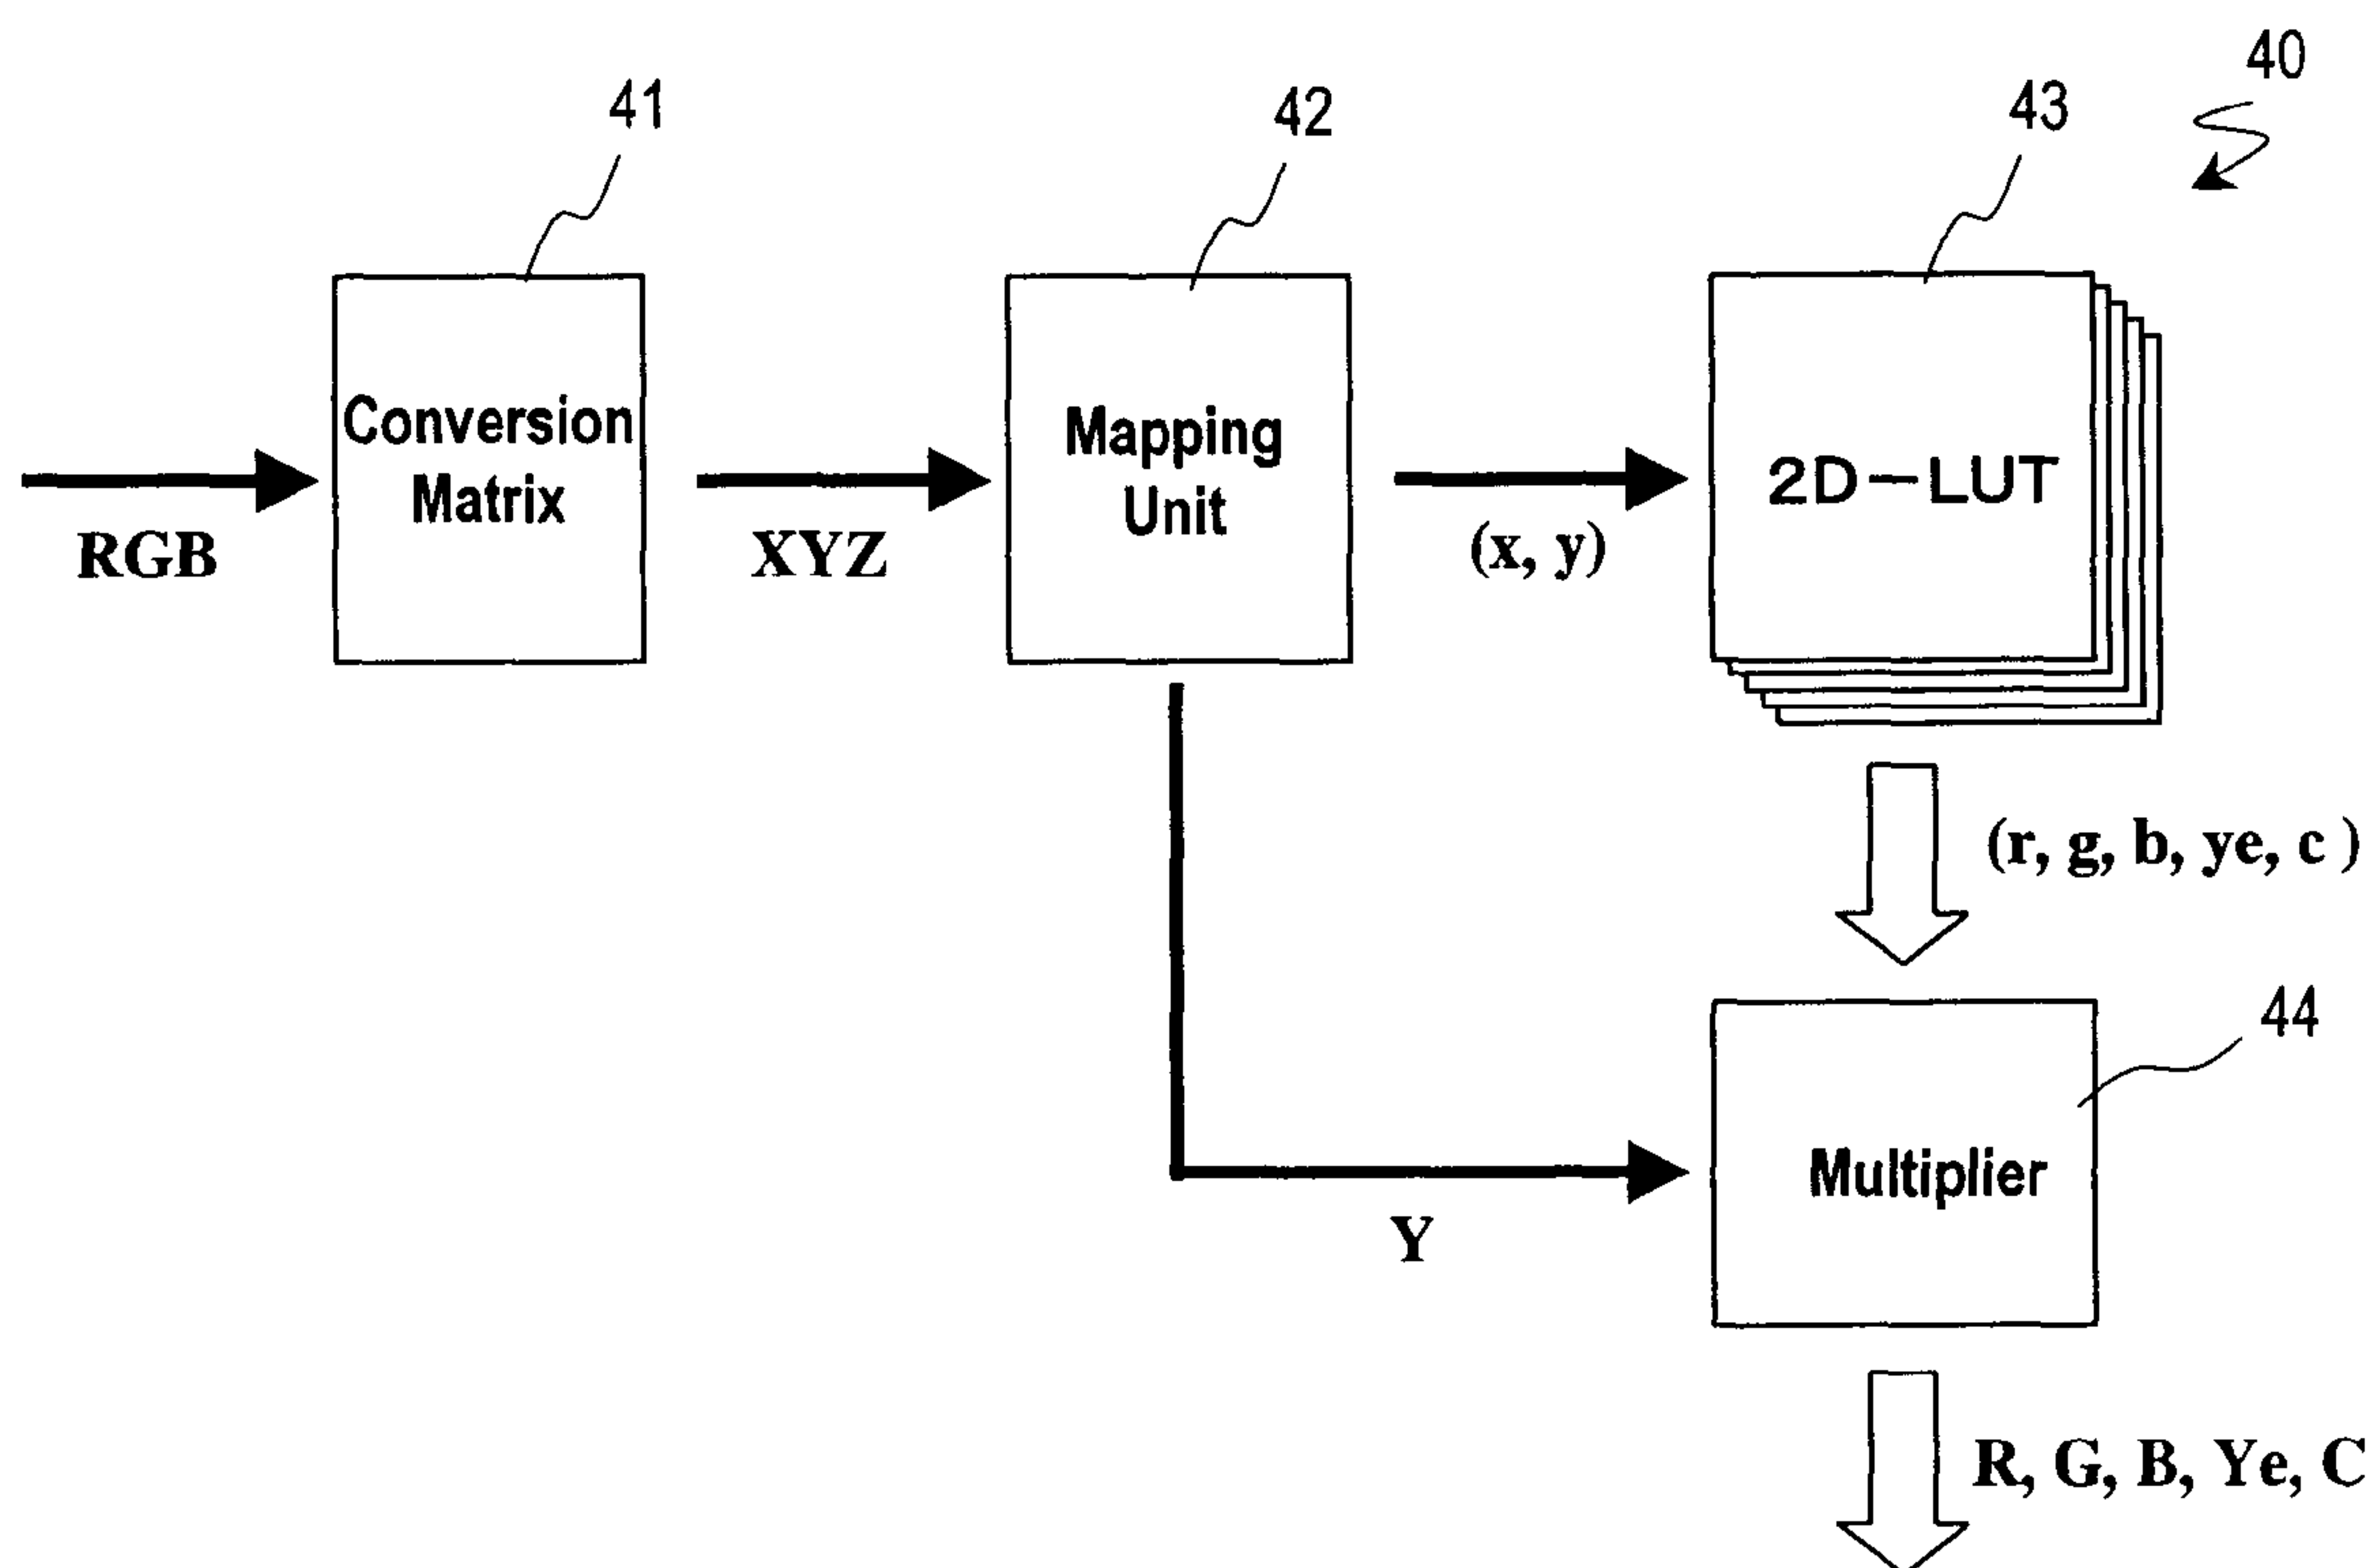 40
41
42
43
Conversion
Matrix
Mapping
Unit
2D-LUT
RGB
XYZ
(x, y)
(r, g, b, ye, c )
44
Multiplier
Y
R, G, B, Ye, C